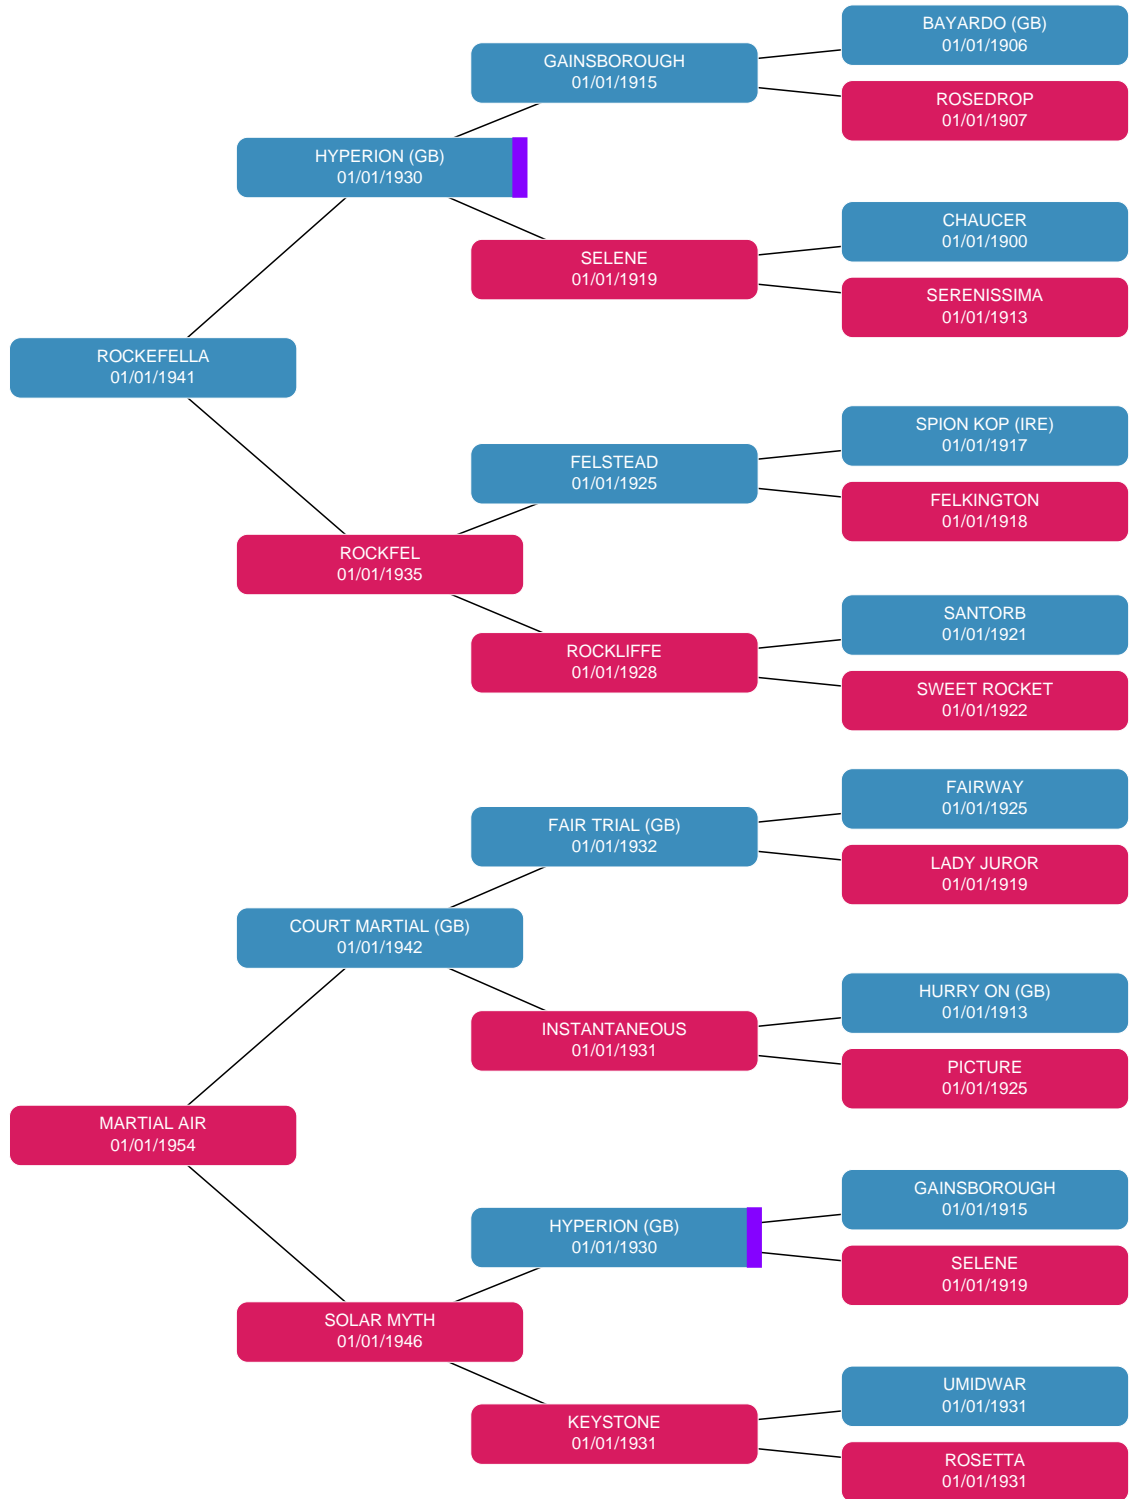 BAYARDO (GB)
01/01/1906
GAINSBOROUGH
01/01/1915
ROSEDROP
01/01/1907
HYPERION (GB)
01/01/1930
CHAUCER
01/01/1900
SELENE
01/01/1919
SERENISSIMA
01/01/1913
ROCKEFELLA
01/01/1941
SPION KOP (IRE)
01/01/1917
FELSTEAD
01/01/1925
FELKINGTON
01/01/1918
ROCKFEL
01/01/1935
SANTORB
01/01/1921
ROCKLIFFE
01/01/1928
SWEET ROCKET
01/01/1922
FAIRWAY
01/01/1925
FAIR TRIAL (GB)
01/01/1932
LADY JUROR
01/01/1919
COURT MARTIAL (GB)
01/01/1942
HURRY ON (GB)
01/01/1913
INSTANTANEOUS
01/01/1931
PICTURE
01/01/1925
MARTIAL AIR
01/01/1954
GAINSBOROUGH
01/01/1915
HYPERION (GB)
01/01/1930
SELENE
01/01/1919
SOLAR MYTH
01/01/1946
UMIDWAR
01/01/1931
KEYSTONE
01/01/1931
ROSETTA
01/01/1931